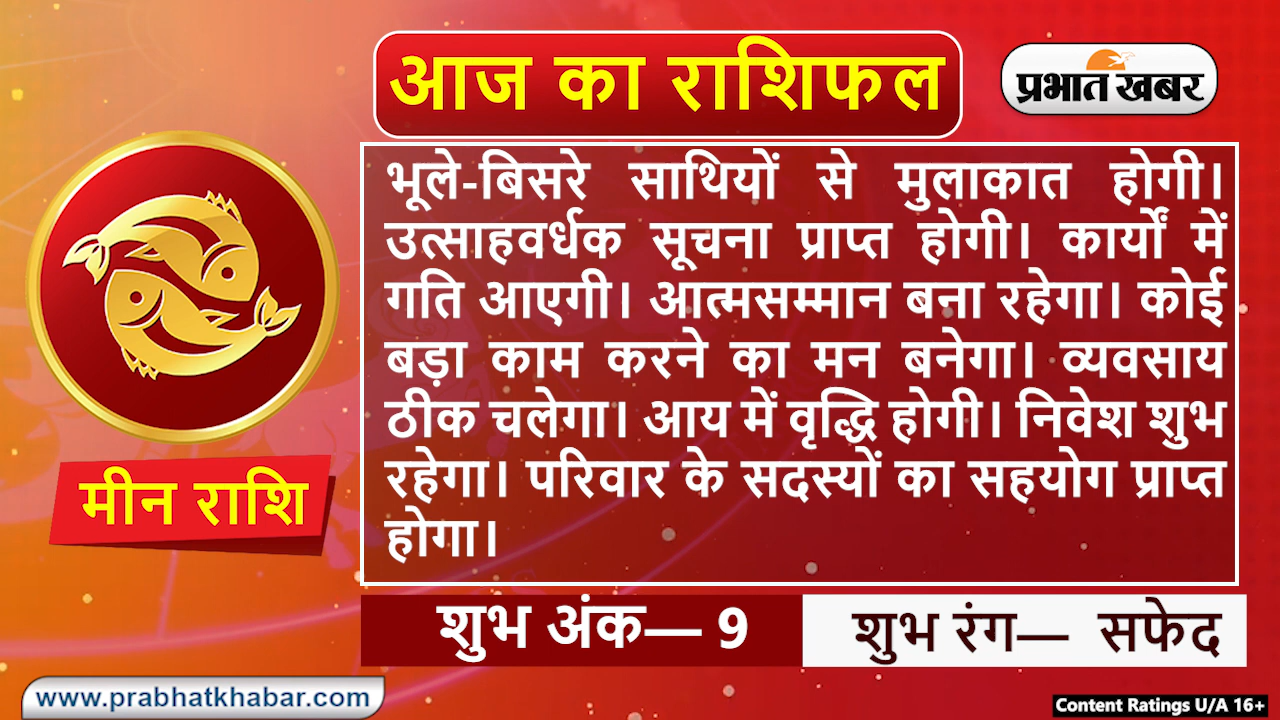 आज का राशिफल
प्रभात खबर
भूले-बिसरे साथियों से मुलाकात होगी।
उत्साहवर्धक सूचना प्राप्त होगी। कार्यों में
गति आएगी। आत्मसम्मान बना रहेगा। कोई
बड़ा काम करने का मन बनेगा। व्यवसाय
ठीक चलेगा। आय में वृद्धि होगी। निवेश शुभ
रहेगा। परिवार के सदस्यों का सहयोग प्राप्त
होगा।
मीन राशि
शुभ अंक— 9
शुभ रंग— सफेद
www.prabhatkhabar.com
Content Ratings U/A 16+